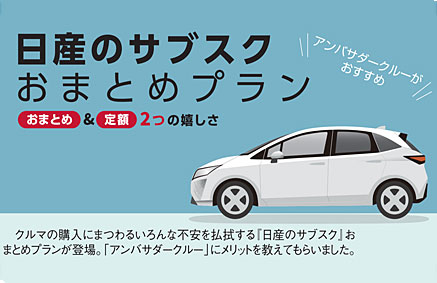 日産のサブスク
おまとめプラン
アンバサダークルーが
おすすめ
おまとめ & 定額 2つの嬉しさ
クルマの購入にまつわるいろんな不安を払拭する『日産のサブスク』お
まとめプランが登場。「アンバサダークルー」にメリットを教えてもらいました。